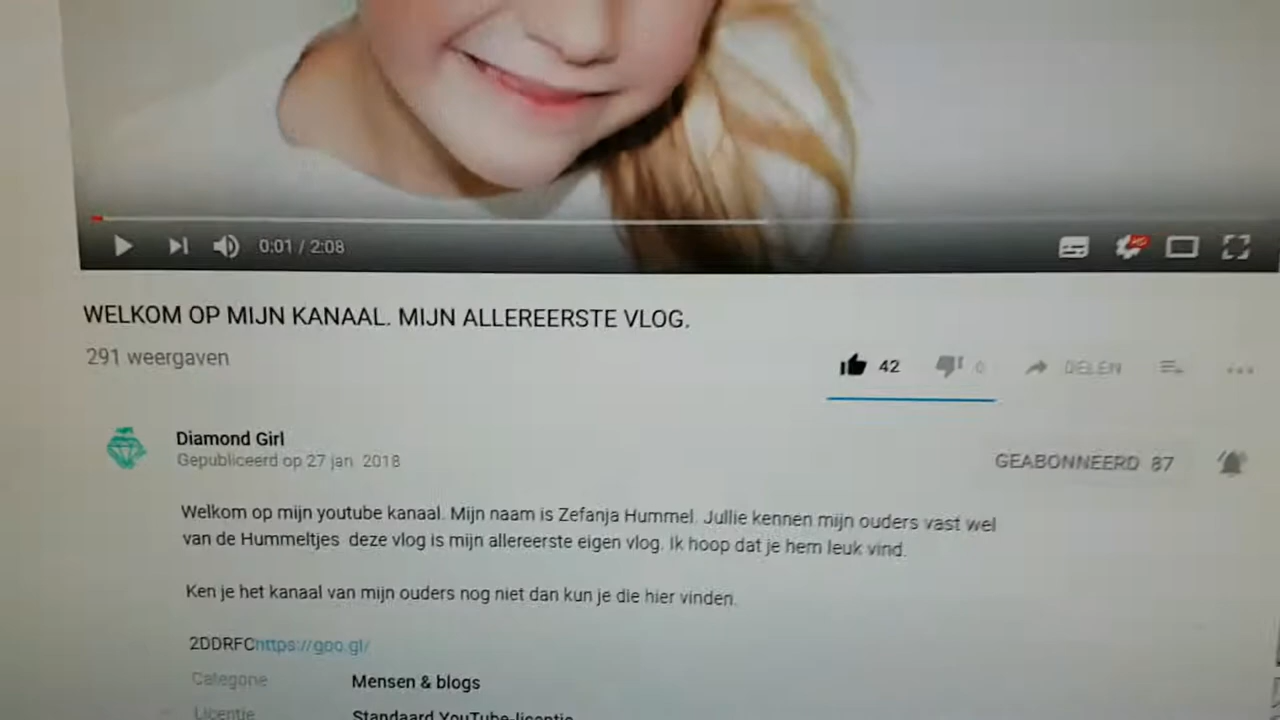 0:01 / 2:08
WELKOM OP MIJN KANAAL. MIJN ALLEREERSTE VLOG.
291 weergaven
42 0 DELEN
Diamond Girl
Gepubliceerd op 27 jan. 2018
GEABONNEERD 87
Welkom op mijn youtube kanaal. Mijn naam is Zefanja Hummel. Jullie kennen mijn ouders vast wel
van de Hummeltjes deze vlog is mijn allereerste eigen vlog. Ik hoop dat je hem leuk vind.
Ken je het kanaal van mijn ouders nog niet dan kun je die hier vinden.
2DDRFChttps://goo.gl/
Categorie Mensen & blogs
Licentie Standaard YouTube-licentie